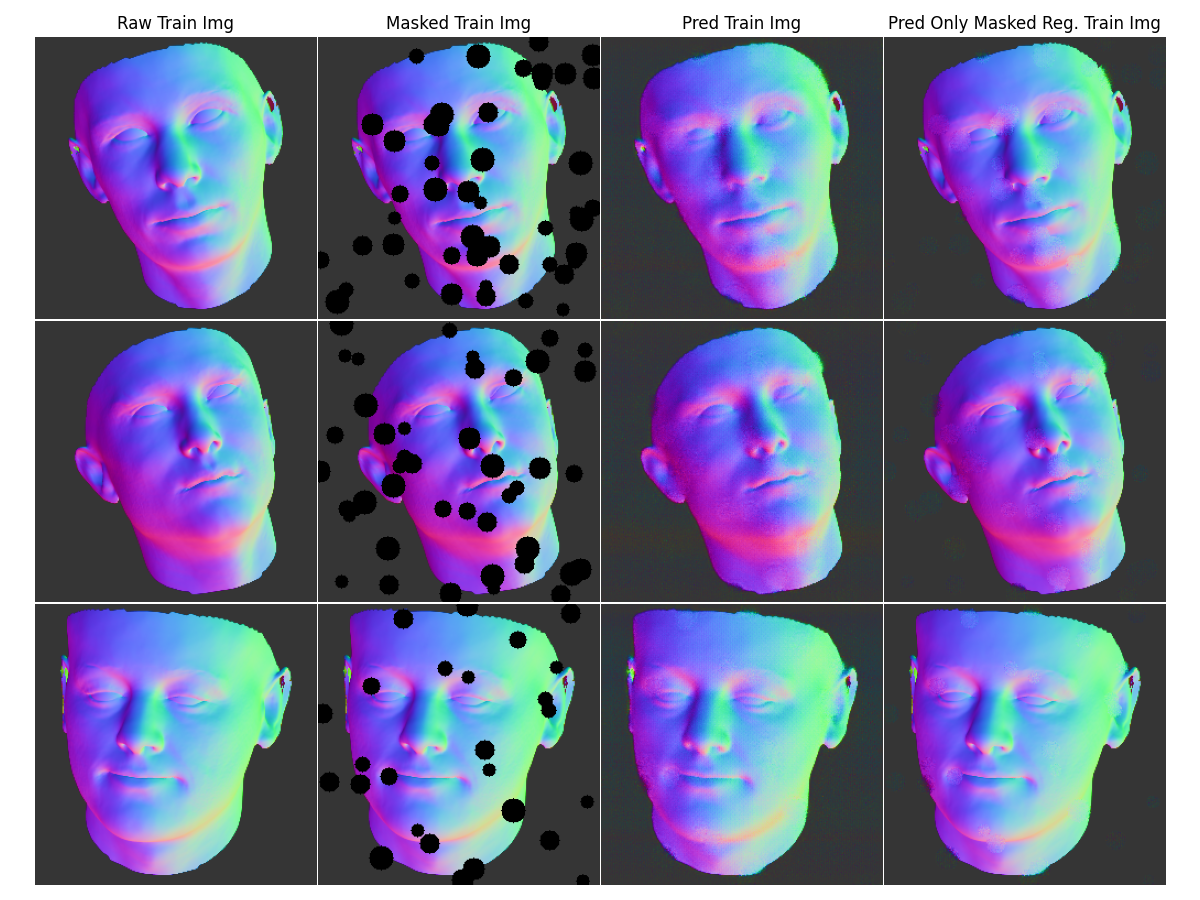 Raw Train Img
Masked Train Img
Pred Train Img
Pred Only Masked Reg. Train Img